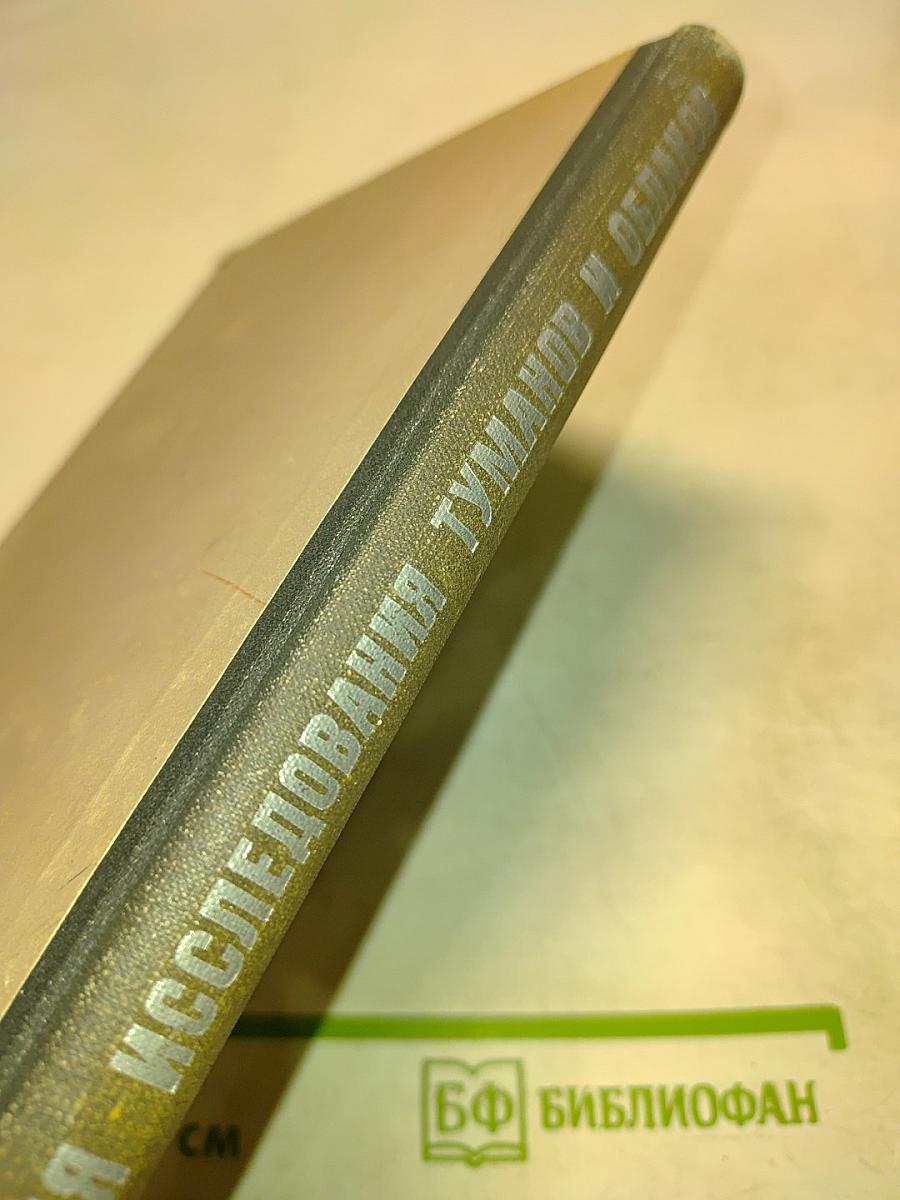 Я ИССЛЕДОВАНИЯ ТУМАНОВ И ОБЛАКОВ
см
БФ БИБЛИОФАН